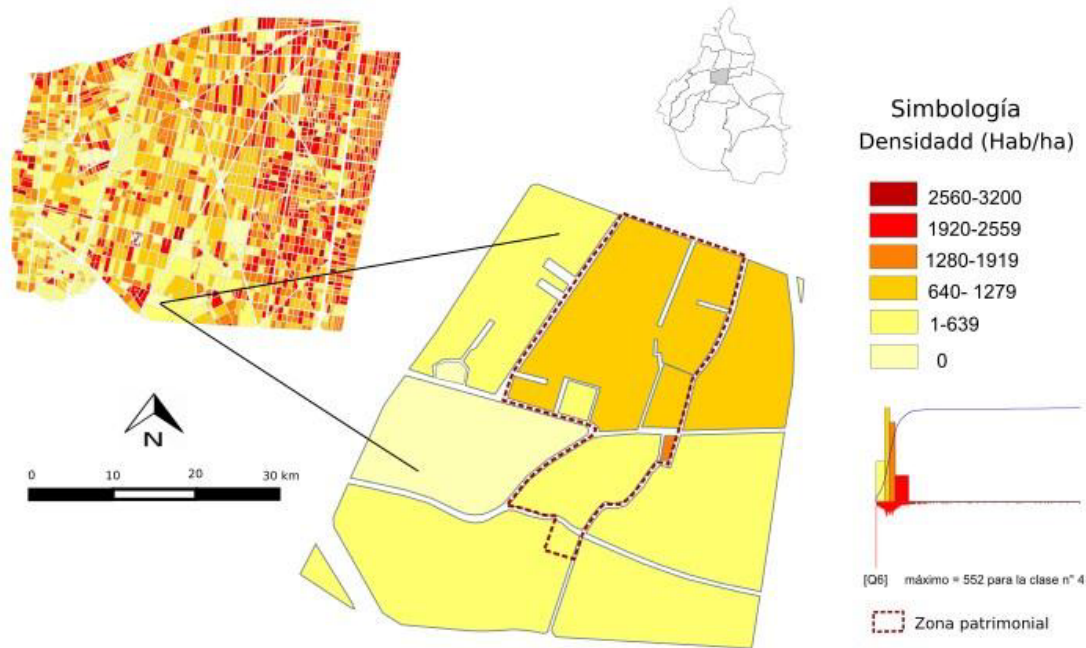 Simbología
Densidadd (Hab/ha)
2560-3200
1920-2559
1280-1919
640- 1279
1-639
0
N
0 10 20 30 km
[Q6] máximo = 552 para la clase n° 4
Zona patrimonial